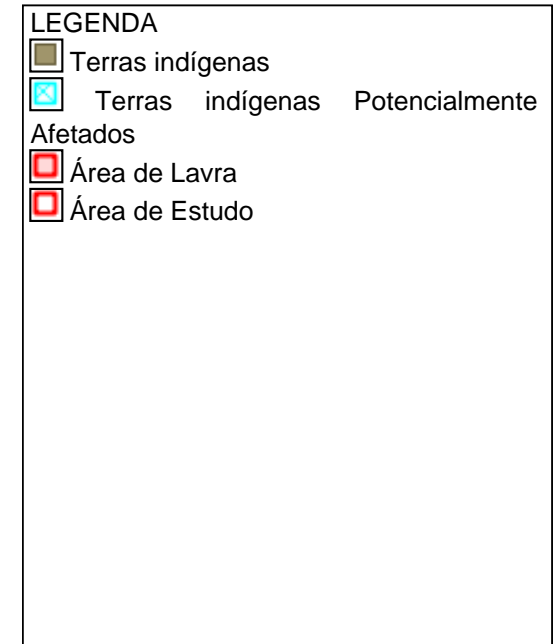 LEGENDA
Terras indígenas
Terras indígenas Potencialmente
Afetados
Área de Lavra
Área de Estudo